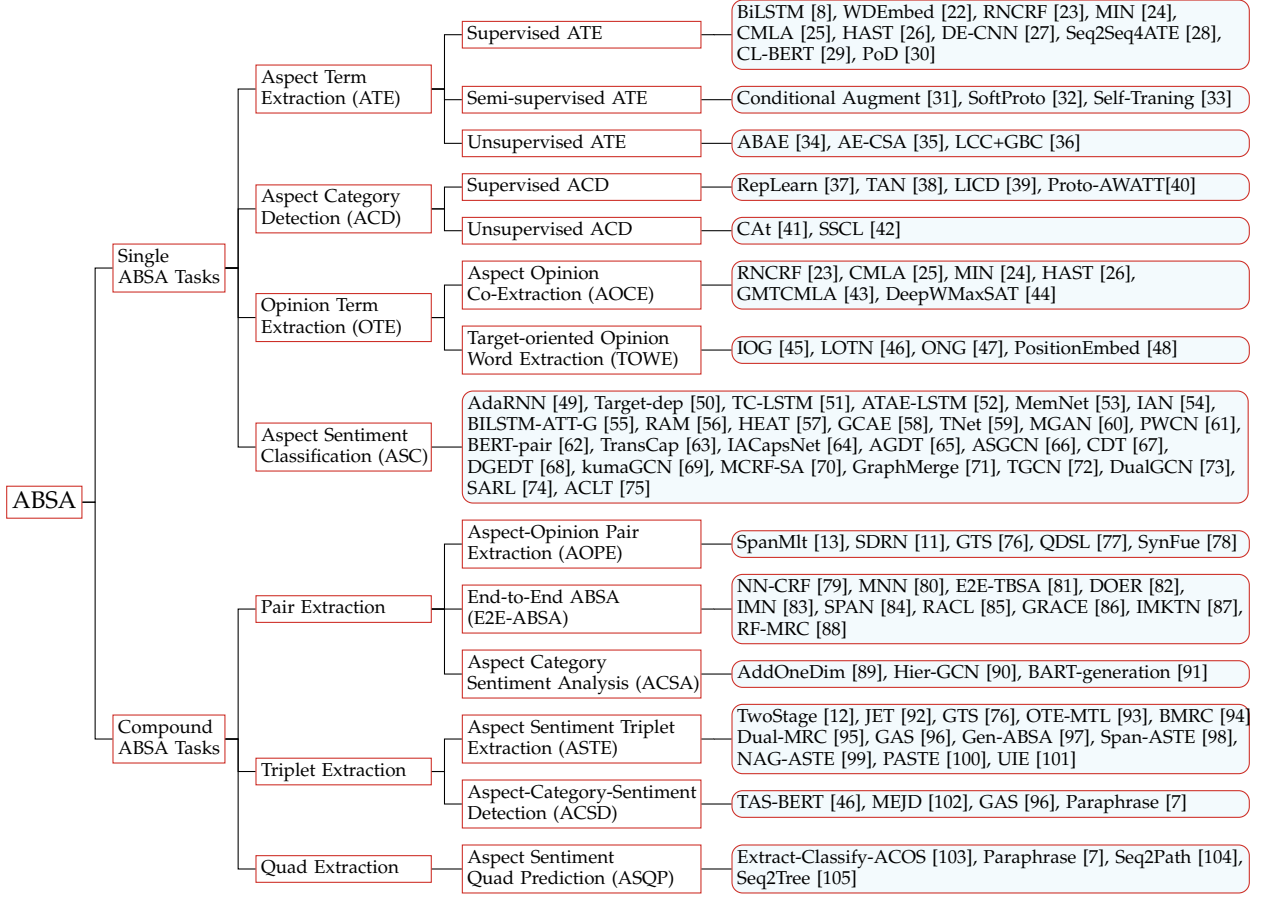 ABSA
Single
ABSA Tasks
Aspect Term
Extraction (ATE)
Supervised ATE
BiLSTM [8], WDEmbed [22], RNCRF [23], MIN [24],
CMLA [25], HAST [26], DE-CNN [27], Seq2Seq4ATE [28],
CL-BERT [29], PoD [30]
Semi-supervised ATE
Conditional Augment [31], SoftProto [32], Self-Traning [33]
Unsupervised ATE
ABAE [34], AE-CSA [35], LCC+GBC [36]
Aspect Category
Detection (ACD)
Supervised ACD
RepLearn [37], TAN [38], LICD [39], Proto-AWATT[40]
Unsupervised ACD
CAt [41], SSCL [42]
Opinion Term
Extraction (OTE)
Aspect Opinion
Co-Extraction (AOCE)
RNCRF [23], CMLA [25], MIN [24], HAST [26],
GMTCMLA [43], DeepWMaxSAT [44]
Target-oriented Opinion
Word Extraction (TOWE)
IOG [45], LOTN [46], ONG [47], PositionEmbed [48]
Aspect Sentiment
Classification (ASC)
AdaRNN [49], Target-dep [50], TC-LSTM [51], ATAE-LSTM [52], MemNet [53], IAN [54],
BILSTM-ATT-G [55], RAM [56], HEAT [57], GCAE [58], TNet [59], MGAN [60], PWCN [61],
BERT-pair [62], TransCap [63], IACapsNet [64], AGDT [65], ASGCN [66], CDT [67],
DGEDT [68], kumaGCN [69], MCRF-SA [70], GraphMerge [71], TGCN [72], DualGCN [73],
SARL [74], ACLT [75]
Compound
ABSA Tasks
Pair Extraction
Aspect-Opinion Pair
Extraction (AOPE)
SpanMlt [13], SDRN [11], GTS [76], QDSL [77], SynFue [78]
End-to-End ABSA
(E2E-ABSA)
NN-CRF [79], MNN [80], E2E-TBSA [81], DOER [82],
IMN [83], SPAN [84], RACL [85], GRACE [86], IMKTN [87],
RF-MRC [88]
Aspect Category
Sentiment Analysis (ACSA)
AddOneDim [89], Hier-GCN [90], BART-generation [91]
Triplet Extraction
Aspect Sentiment Triplet
Extraction (ASTE)
TwoStage [12], JET [92], GTS [76], OTE-MTL [93], BMRC [94]
Dual-MRC [95], GAS [96], Gen-ABSA [97], Span-ASTE [98],
NAG-ASTE [99], PASTE [100], UIE [101]
Aspect-Category-Sentiment
Detection (ACSD)
TAS-BERT [46], MEJD [102], GAS [96], Paraphrase [7]
Quad Extraction
Aspect Sentiment
Quad Prediction (ASQP)
Extract-Classify-ACOS [103], Paraphrase [7], Seq2Path [104],
Seq2Tree [105]